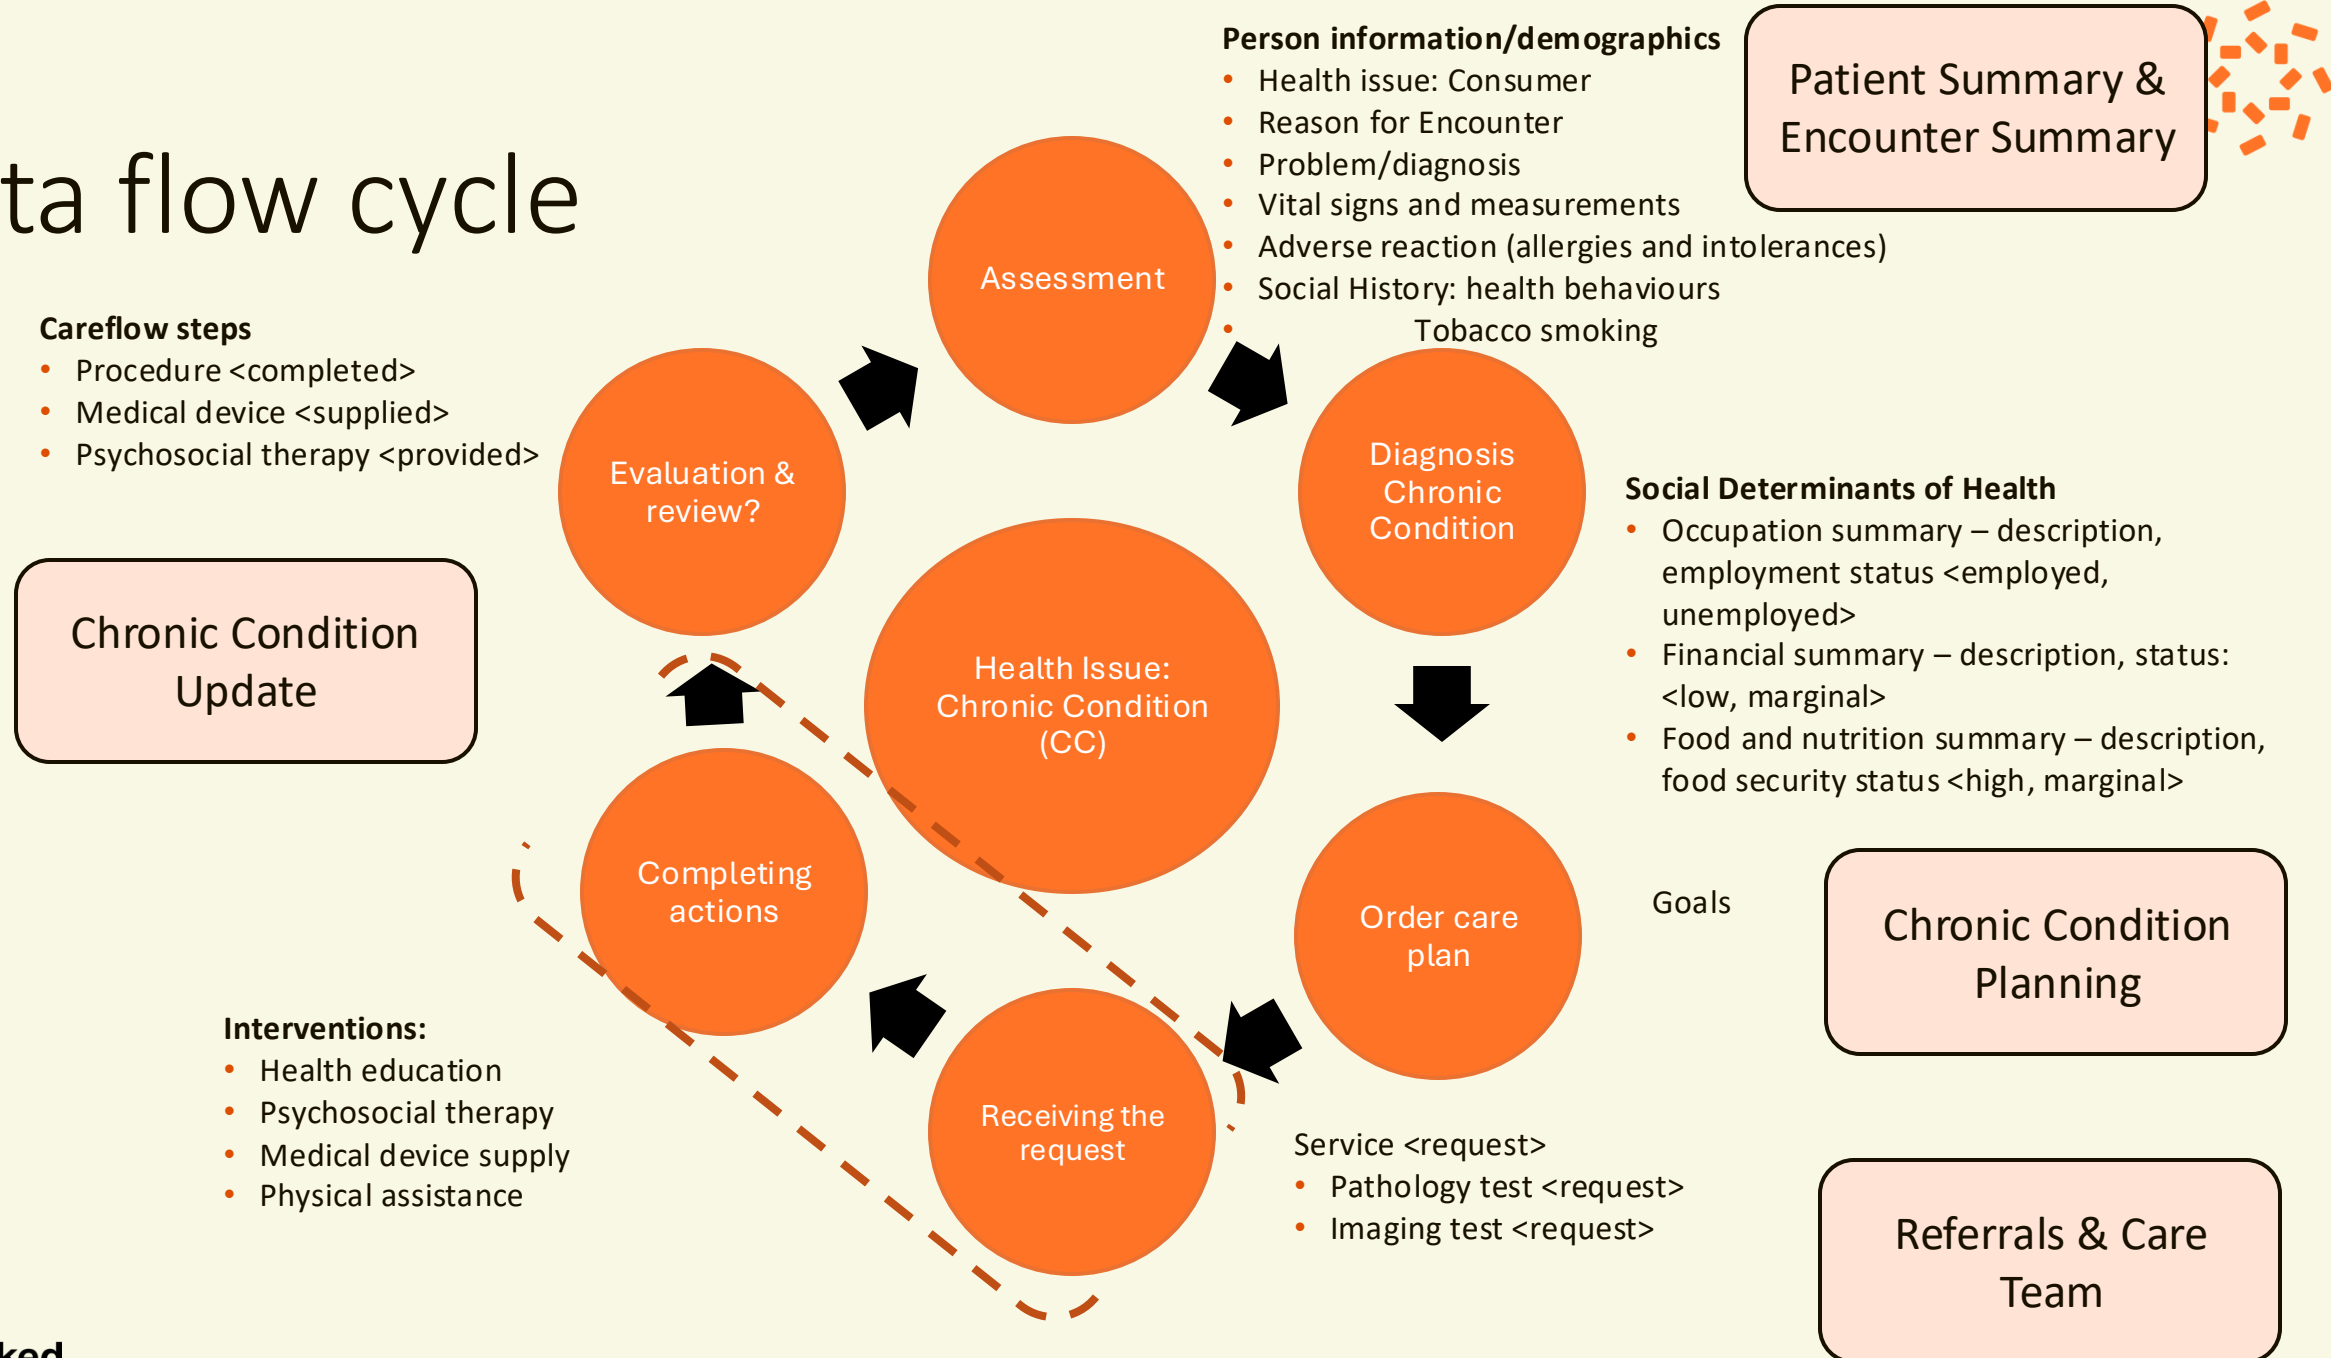 ta flow cycle
Person information/demographics
• Health issue: Consumer
• Reason for Encounter
• Problem/diagnosis
• Vital signs and measurements
• Adverse reaction (allergies and intolerances)
• Social History: health behaviours
• Tobacco smoking
Patient Summary &
Encounter Summary
Assessment
Careflow steps
• Procedure <completed>
• Medical device <supplied>
• Psychosocial therapy <provided>
Evaluation &
review?
Diagnosis
Chronic
Condition
Social Determinants of Health
• Occupation summary – description,
employment status <employed,
unemployed>
• Financial summary – description, status:
<low, marginal>
• Food and nutrition summary – description,
food security status <high, marginal>
Chronic Condition
Update
Health Issue:
Chronic Condition
(CC)
Completing
actions
Order care
plan
Goals
Chronic Condition
Planning
Interventions:
• Health education
• Psychosocial therapy
• Medical device supply
• Physical assistance
Receiving the
request
Service <request>
• Pathology test <request>
• Imaging test <request>
Referrals & Care
Team
ked